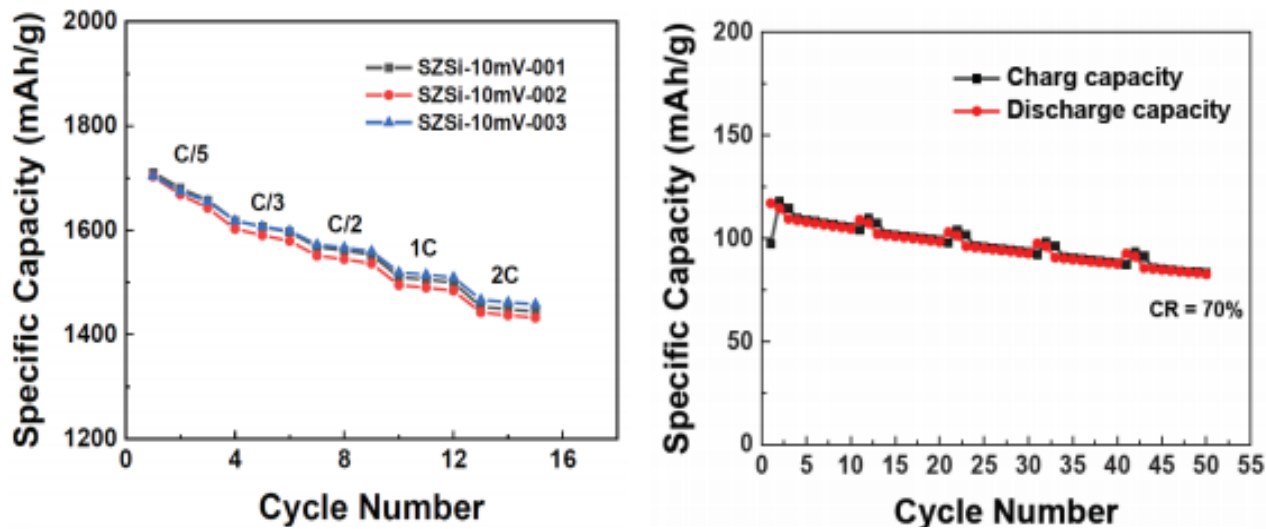 2000
1800
1600
1400
1200
Specific Capacity (mAh/g)
SZSi-10mV-001
SZSi-10mV-002
SZSi-10mV-003
C/5
C/3
C/2
1C
2C
0 4 8 12 16
Cycle Number
200
150
100
50
0
Specific Capacity (mAh/g)
Charg capacity
Discharge capacity
CR = 70%
0 5 10 15 20 25 30 35 40 45 50 55
Cycle Number